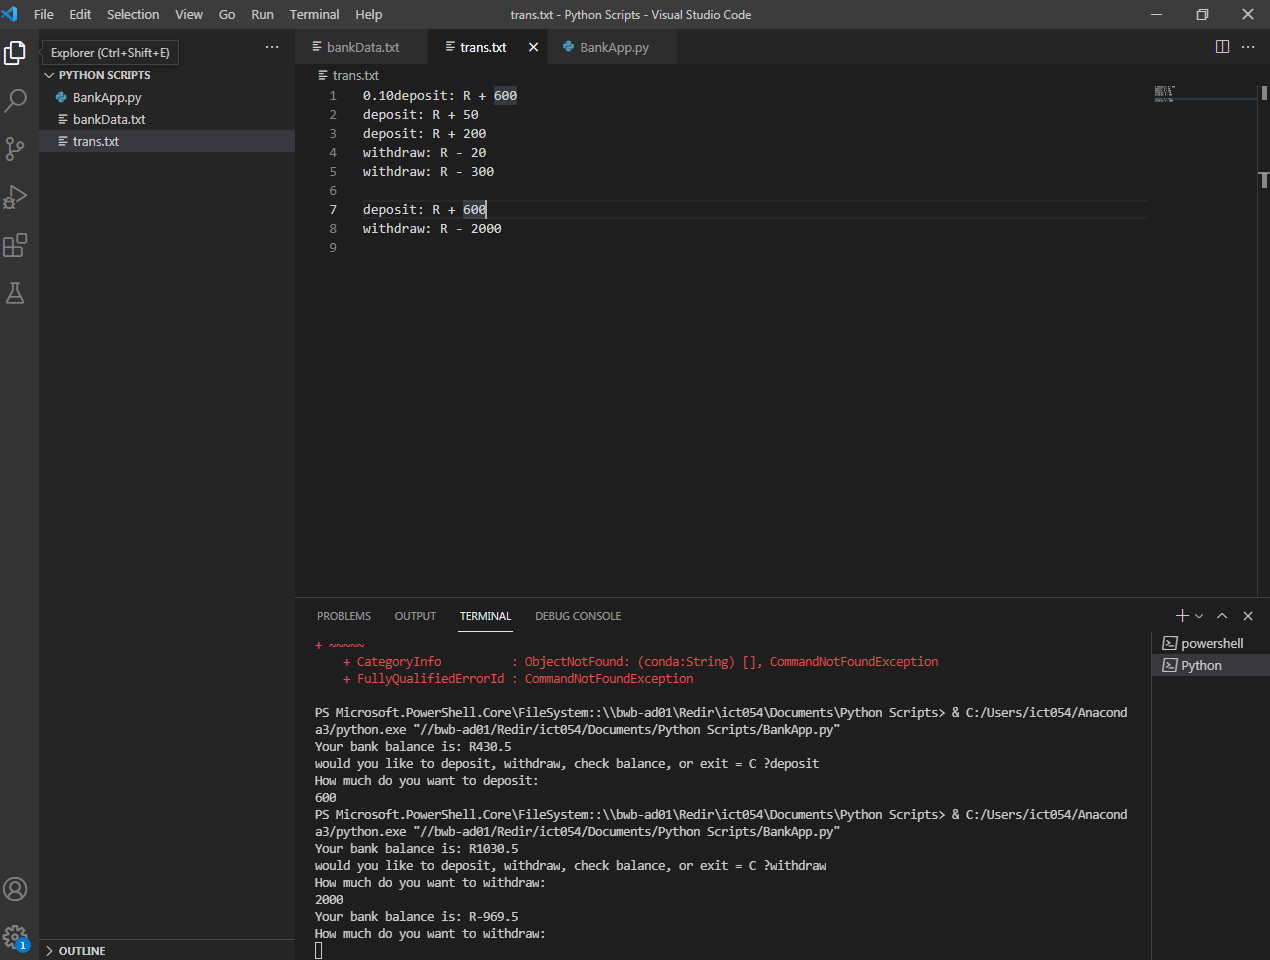 File Edit Selection View Go Run Terminal Help
trans.txt - Python Scripts - Visual Studio Code
Explorer (Ctrl+Shift+E)
PYTHON SCRIPTS
BankApp.py
bankData.txt
trans.txt
OUTLINE
1
bankData.txt
trans.txt
BankApp.py
trans.txt
1 0.10deposit: R + 600
2 deposit: R + 50
3 deposit: R + 200
4 withdraw: R - 20
5 withdraw: R - 300
6
7 deposit: R + 600
8 withdraw: R - 2000
9
PROBLEMS OUTPUT TERMINAL DEBUG CONSOLE
+ ~~~~~
+ CategoryInfo : ObjectNotFound: (conda:String) [], CommandNotFoundException
+ FullyQualifiedErrorId : CommandNotFoundException
PS Microsoft.PowerShell.Core\FileSystem::\\bwb-ad01\Redir\ict054\Documents\Python Scripts> & C:/Users/ict054/Anacond
a3/python.exe "//bwb-ad01/Redir/ict054/Documents/Python Scripts/BankApp.py"
Your bank balance is: R430.5
would you like to deposit, withdraw, check balance, or exit = C ?deposit
How much do you want to deposit:
600
PS Microsoft.PowerShell.Core\FileSystem::\\bwb-ad01\Redir\ict054\Documents\Python Scripts> & C:/Users/ict054/Anacond
a3/python.exe "//bwb-ad01/Redir/ict054/Documents/Python Scripts/BankApp.py"
Your bank balance is: R1030.5
would you like to deposit, withdraw, check balance, or exit = C ?withdraw
How much do you want to withdraw:
2000
Your bank balance is: R-969.5
How much do you want to withdraw:
powershell
Python